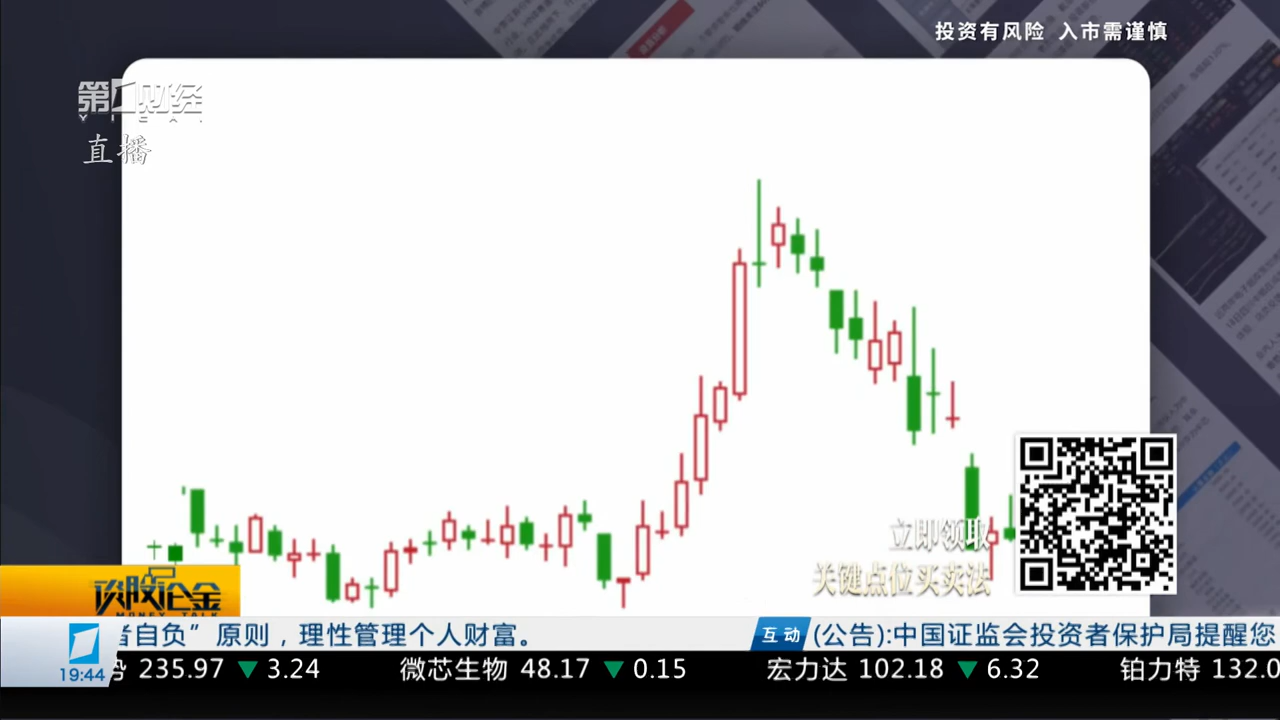 投资有风险 入市需谨慎
第一财经
YICAI
直播
立即领取
关键点位买卖法
谈股论金
MONEY TALK
者自负”原则，理性管理个人财富。
互动 (公告):中国证监会投资者保护局提醒您
19:44
势 235.97 ▼ 3.24 微芯生物 48.17 ▼ 0.15 宏力达 102.18 ▼ 6.32 铂力特 132.0